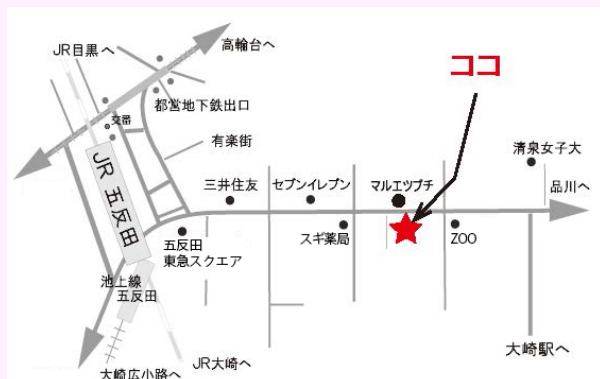 JR目黒へ
高輪台へ
ココ
都営地下鉄出口
交番
有楽街
清泉女子大
JR 五反田
三井住友
セブンイレブン
マルエツプチ
品川へ
五反田
東急スクエア
スギ薬局
ZOO
池上線
五反田
大崎広小路へ
JR大崎へ
大崎駅へ